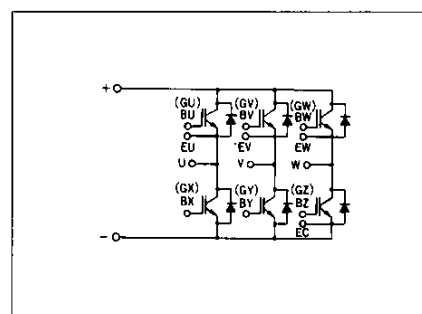 +
(GU) (GV) (GW)
BU BV BW
EU EV EW
U V W
(GX) (GY) (GZ)
BX BY BZ
EC
-